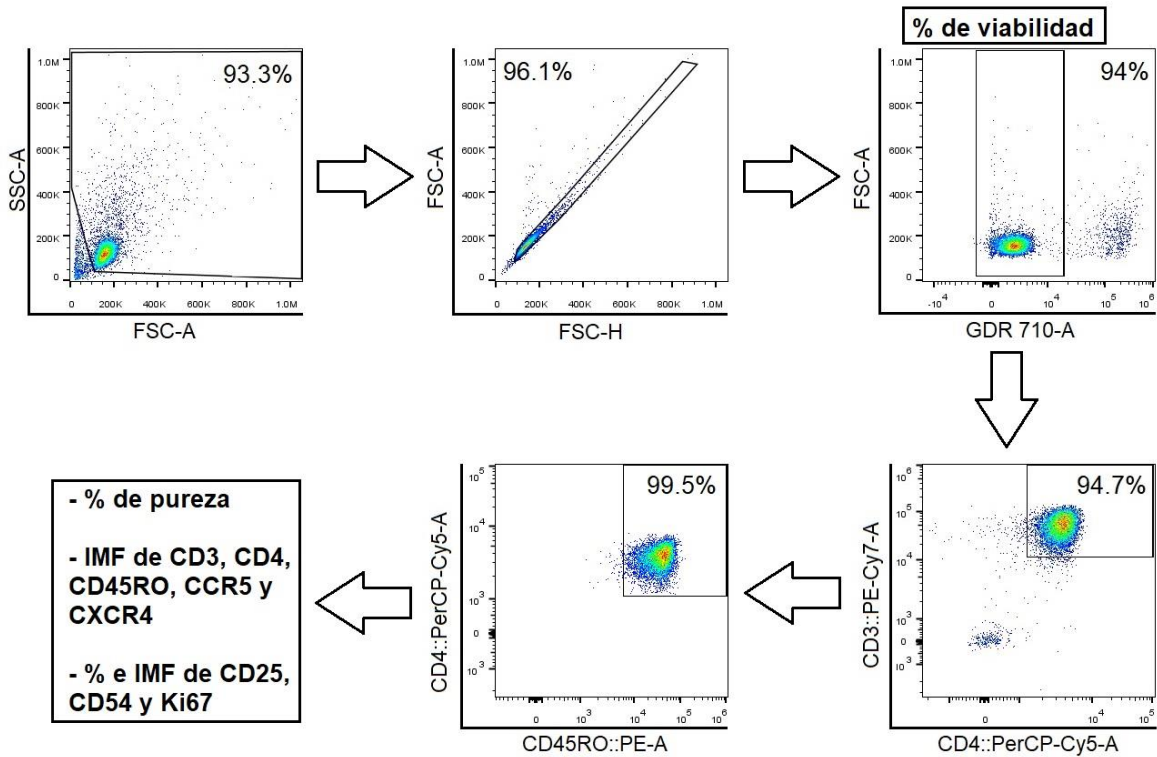 % de viabilidad
93.3%
1.0M
800K
600K
400K
200K
0
0
200K
400K
600K
800K
1.0M
SSC-A
FSC-A
96.1%
1.0M
800K
600K
400K
200K
0
0
200K
400K
600K
800K
1.0M
FSC-A
FSC-H
94%
1.0M
800K
600K
400K
200K
0
-10 4
0
10 4
10 5
10 6
FSC-A
GDR 710-A
- % de pureza
- IMF de CD3, CD4,
CD45RO, CCR5 y
CXCR4
- % e IMF de CD25,
CD54 y Ki67
99.5%
10 5
10 4
10 3
0
10 3
0
10 3
10 4
10 5
10 6
CD4::PerCP-Cy5-A
CD45RO::PE-A
94.7%
10 6
10 5
10 4
10 3
0
10 3
0
10 4
10 5
10 6
CD3::PE-Cy7-A
CD4::PerCP-Cy5-A